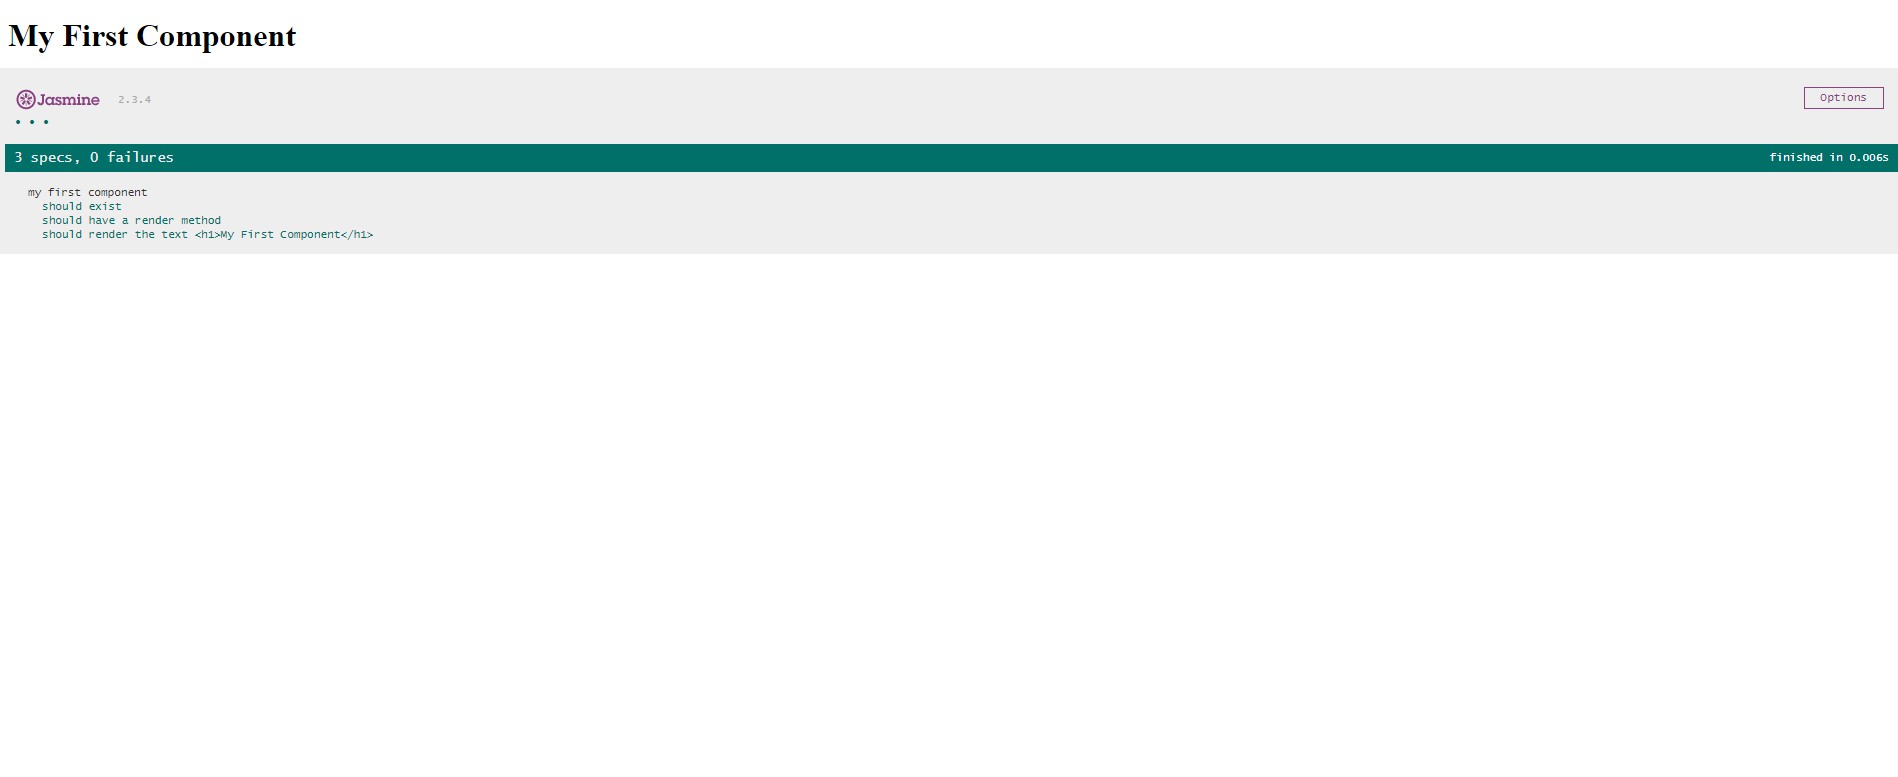 My First Component
Jasmine 2.3.4 Options
• • •
3 specs, 0 failures finished in 0.006s
my first component
should exist
should have a render method
should render the text <h1>My First Component</h1>